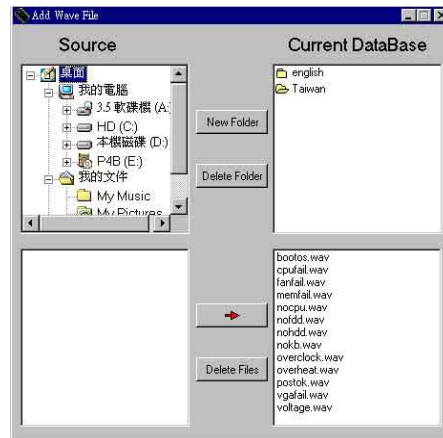 Add Wave File
Source
Current DataBase
桌面
我的電腦
3.5 軟碟機 (A:
HD (C:)
本機磁碟 (D:)
P4B (E:)
我的文件
My Music
My Pictures
New Folder
Delete Folder
english
Taiwan
Delete Files
bootos.wav
cpufail.wav
fanfail.wav
memfail.wav
nocpu.wav
nofdd.wav
nohdd.wav
nokb.wav
overclock.wav
overheat.wav
postok.wav
vgafail.wav
voltage.wav